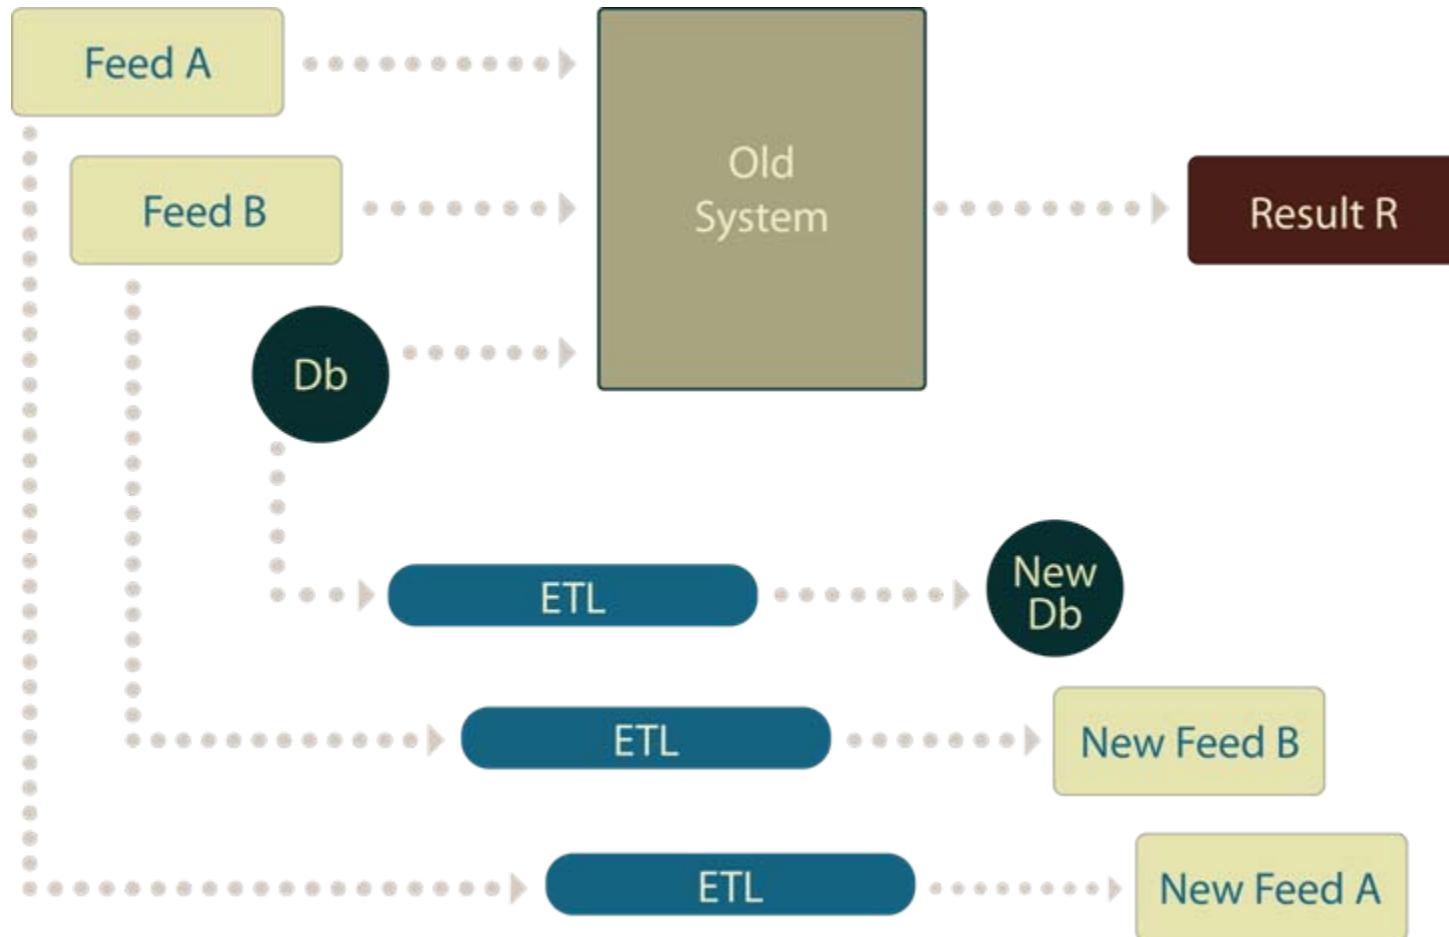 Feed A
Old
System
Feed B
Result R
Db
ETL
New
Db
ETL
New Feed B
ETL
New Feed A